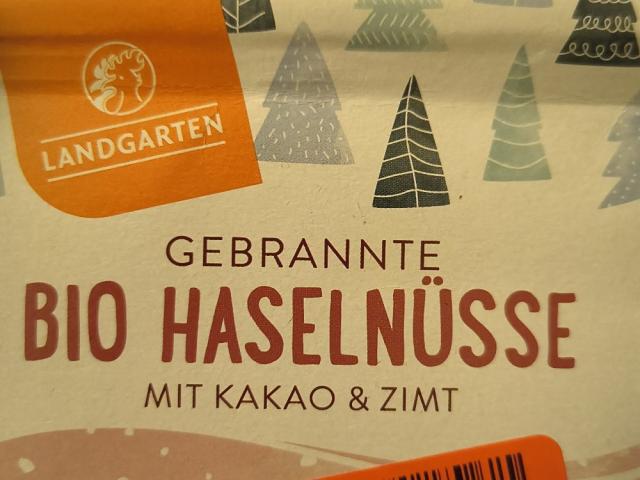 LANDGARTEN
GEBRANNTE
BIO HASELNÜSSE
MIT KAKAO & ZIMT